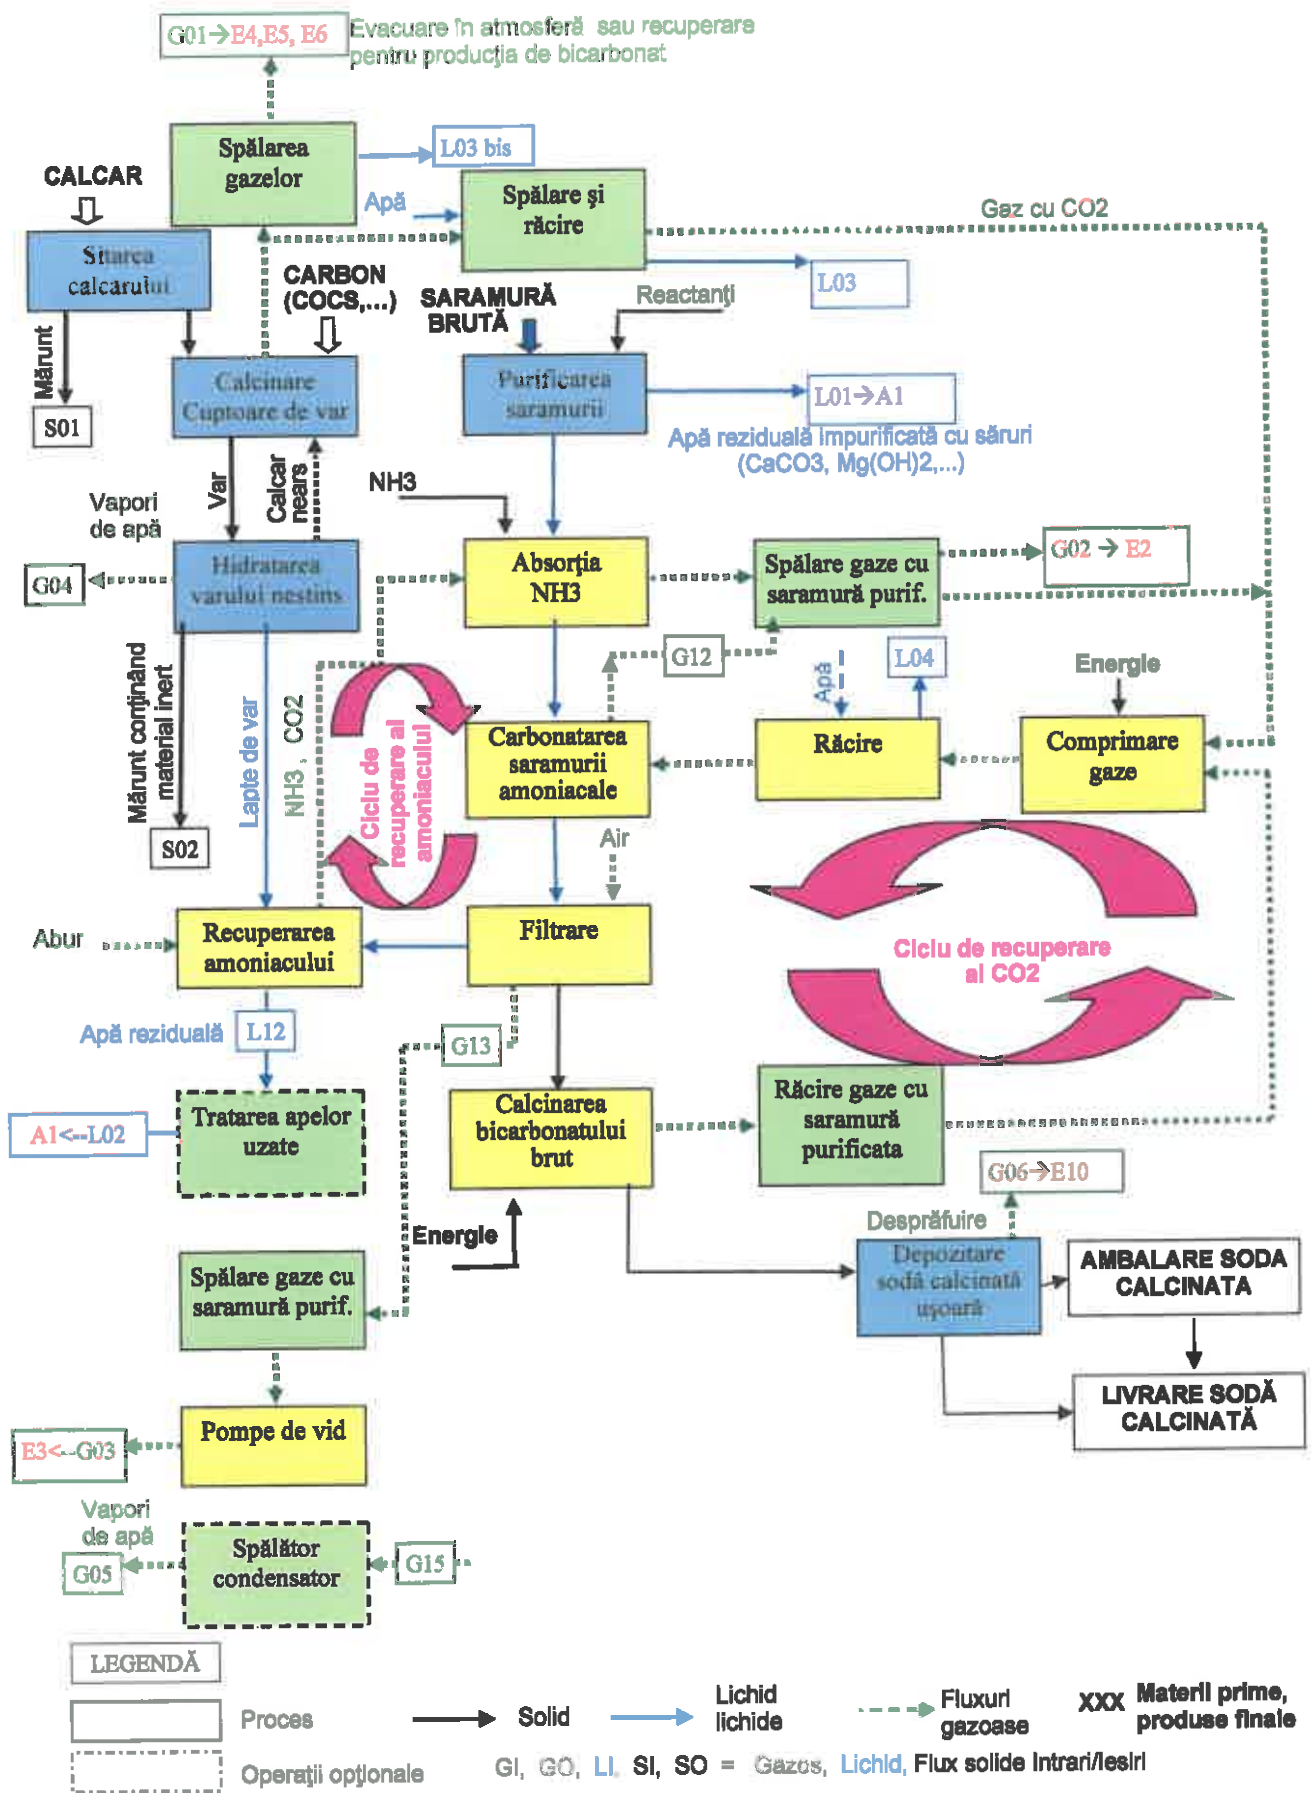 G01→E4,E5, E6
Evacuare în atmosferă sau recuperare
pentru producţia de bicarbonat
Spălarea
gazelor
L03 bis
CALCAR
Apă
Spălare şi
răcire
Gaz cu CO2
Sitarea
calcarului
CARBON
(COCS,...)
SARAMURĂ
BRUTĂ
Reactanţi
L03
Mărunt
Calcinare
Cuptoare de var
Purificarea
saramurii
L01→A1
S01
Apă reziduală impurificată cu săruri
(CaCO3, Mg(OH)2,...)
Var
Calcar
nears
NH3
Vapori
de apă
G04
Hidratarea
varului nestins
Absorţia
NH3
Spălare gaze cu
saramură purif.
G02 → E2
G12
L04
Apă
Energie
Mărunt conţinând
material inert
Lapte de var
NH3 , CO2
Ciclu de
recuperare al
amoniacului
Carbonatarea
saramurii
amoniacale
Răcire
Comprimare
gaze
S02
Air
Abur
Recuperarea
amoniacului
Filtrare
Ciclu de recuperare
al CO2
Apă reziduală
L12
G13
A1<--L02
Tratarea apelor
uzate
Calcinarea
bicarbonatului
brut
Răcire gaze cu
saramură
purificata
G06→E10
Energie
Desprăfuire
Spălare gaze cu
saramură purif.
Depozitare
sodă calcinată
uşoară
AMBALARE SODA
CALCINATA
LIVRARE SODĂ
CALCINATĂ
Pompe de vid
E3<--G03
Vapori
de apă
G05
Spălător
condensator
G15
LEGENDĂ
Proces
Solid
Lichid
lichide
Fluxuri
gazoase
XXX Materii prime,
produse finale
Operaţii opţionale
GI, GO, LI, SI, SO = Gazos, Lichid, Flux solide Intrari/Iesiri